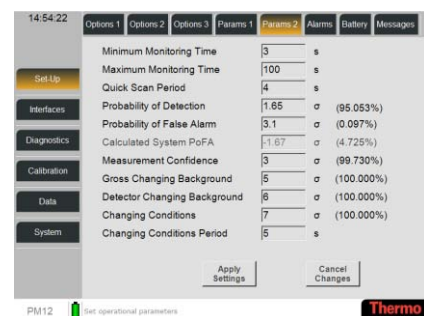 14:54:22
Options 1 Options 2 Options 3 Params 1 Params 2 Alarms Battery Messages
Set-Up
Interfaces
Diagnostics
Calibration
Data
System
Minimum Monitoring Time 3 s
Maximum Monitoring Time 100 s
Quick Scan Period 4 s
Probability of Detection 1.65 σ (95.053%)
Probability of False Alarm 3.1 σ (0.097%)
Calculated System PoFA -1.67 σ (4.725%)
Measurement Confidence 3 σ (99.730%)
Gross Changing Background 5 σ (100.000%)
Detector Changing Background 6 σ (100.000%)
Changing Conditions 7 σ (100.000%)
Changing Conditions Period 5 s
Apply Settings
Cancel Changes
PM12 Set operational parameters Thermo